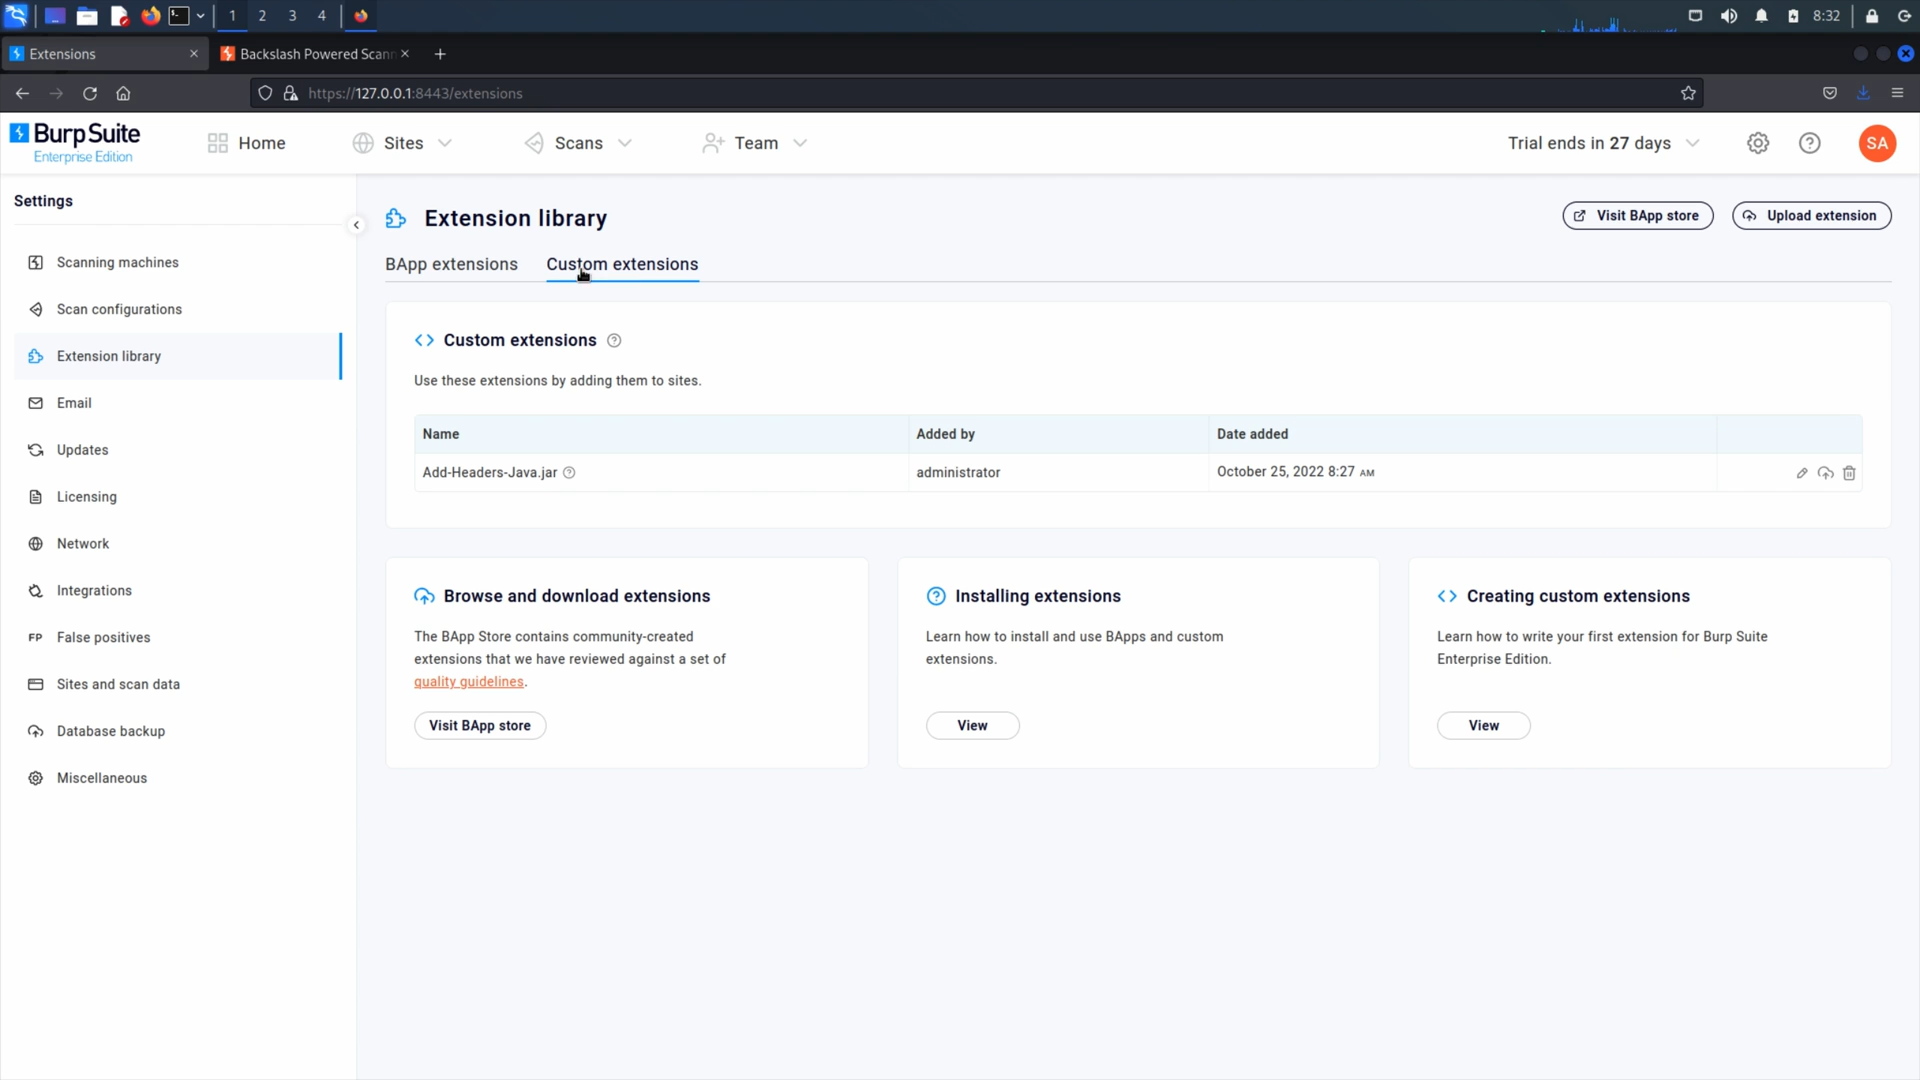 1 2 3 4 8:32
Extensions Backslash Powered Scann
https://127.0.0.1:8443/extensions
Burp Suite
Enterprise Edition
Home Sites Scans Team Trial ends in 27 days SA
Settings
Scanning machines
Scan configurations
Extension library
Email
Updates
Licensing
Network
Integrations
FP False positives
Sites and scan data
Database backup
Miscellaneous
Extension library
Visit BApp store Upload extension
BApp extensions Custom extensions
Custom extensions
Use these extensions by adding them to sites.
Name Added by Date added
Add-Headers-Java.jar administrator October 25, 2022 8:27 AM
Browse and download extensions
The BApp Store contains community-created
extensions that we have reviewed against a set of
quality guidelines.
Visit BApp store
Installing extensions
Learn how to install and use BApps and custom
extensions.
View
Creating custom extensions
Learn how to write your first extension for Burp Suite
Enterprise Edition.
View